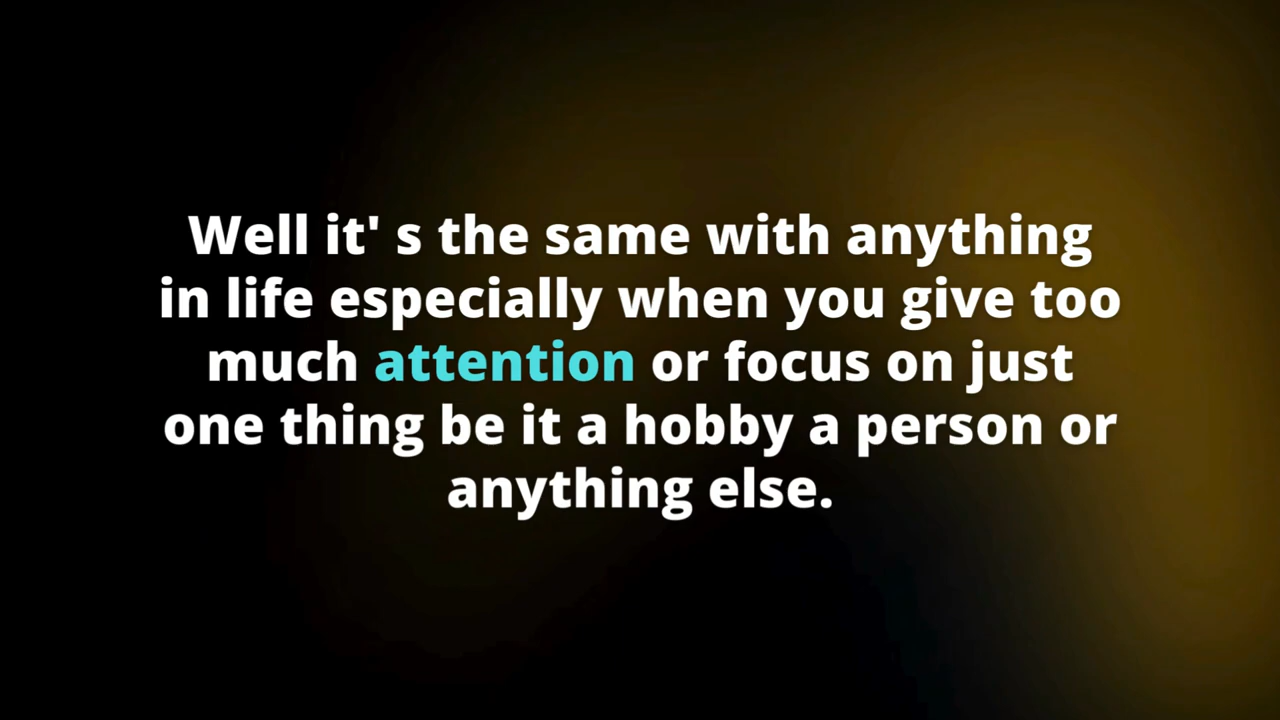 Well it' s the same with anything
in life especially when you give too
much attention or focus on just
one thing be it a hobby a person or
anything else.